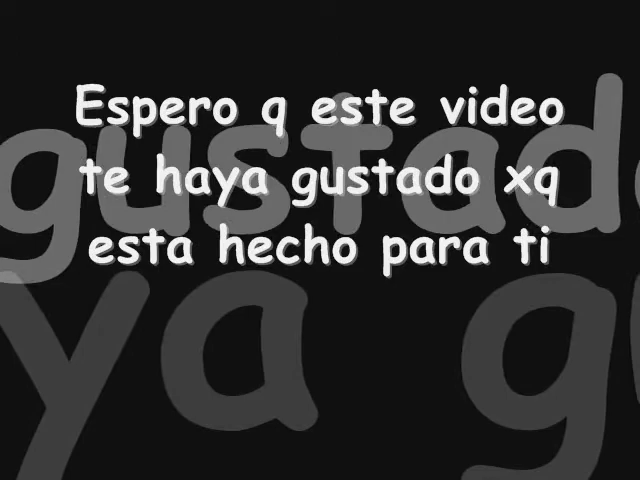 Espero q este video
te haya gustado xq
esta hecho para ti